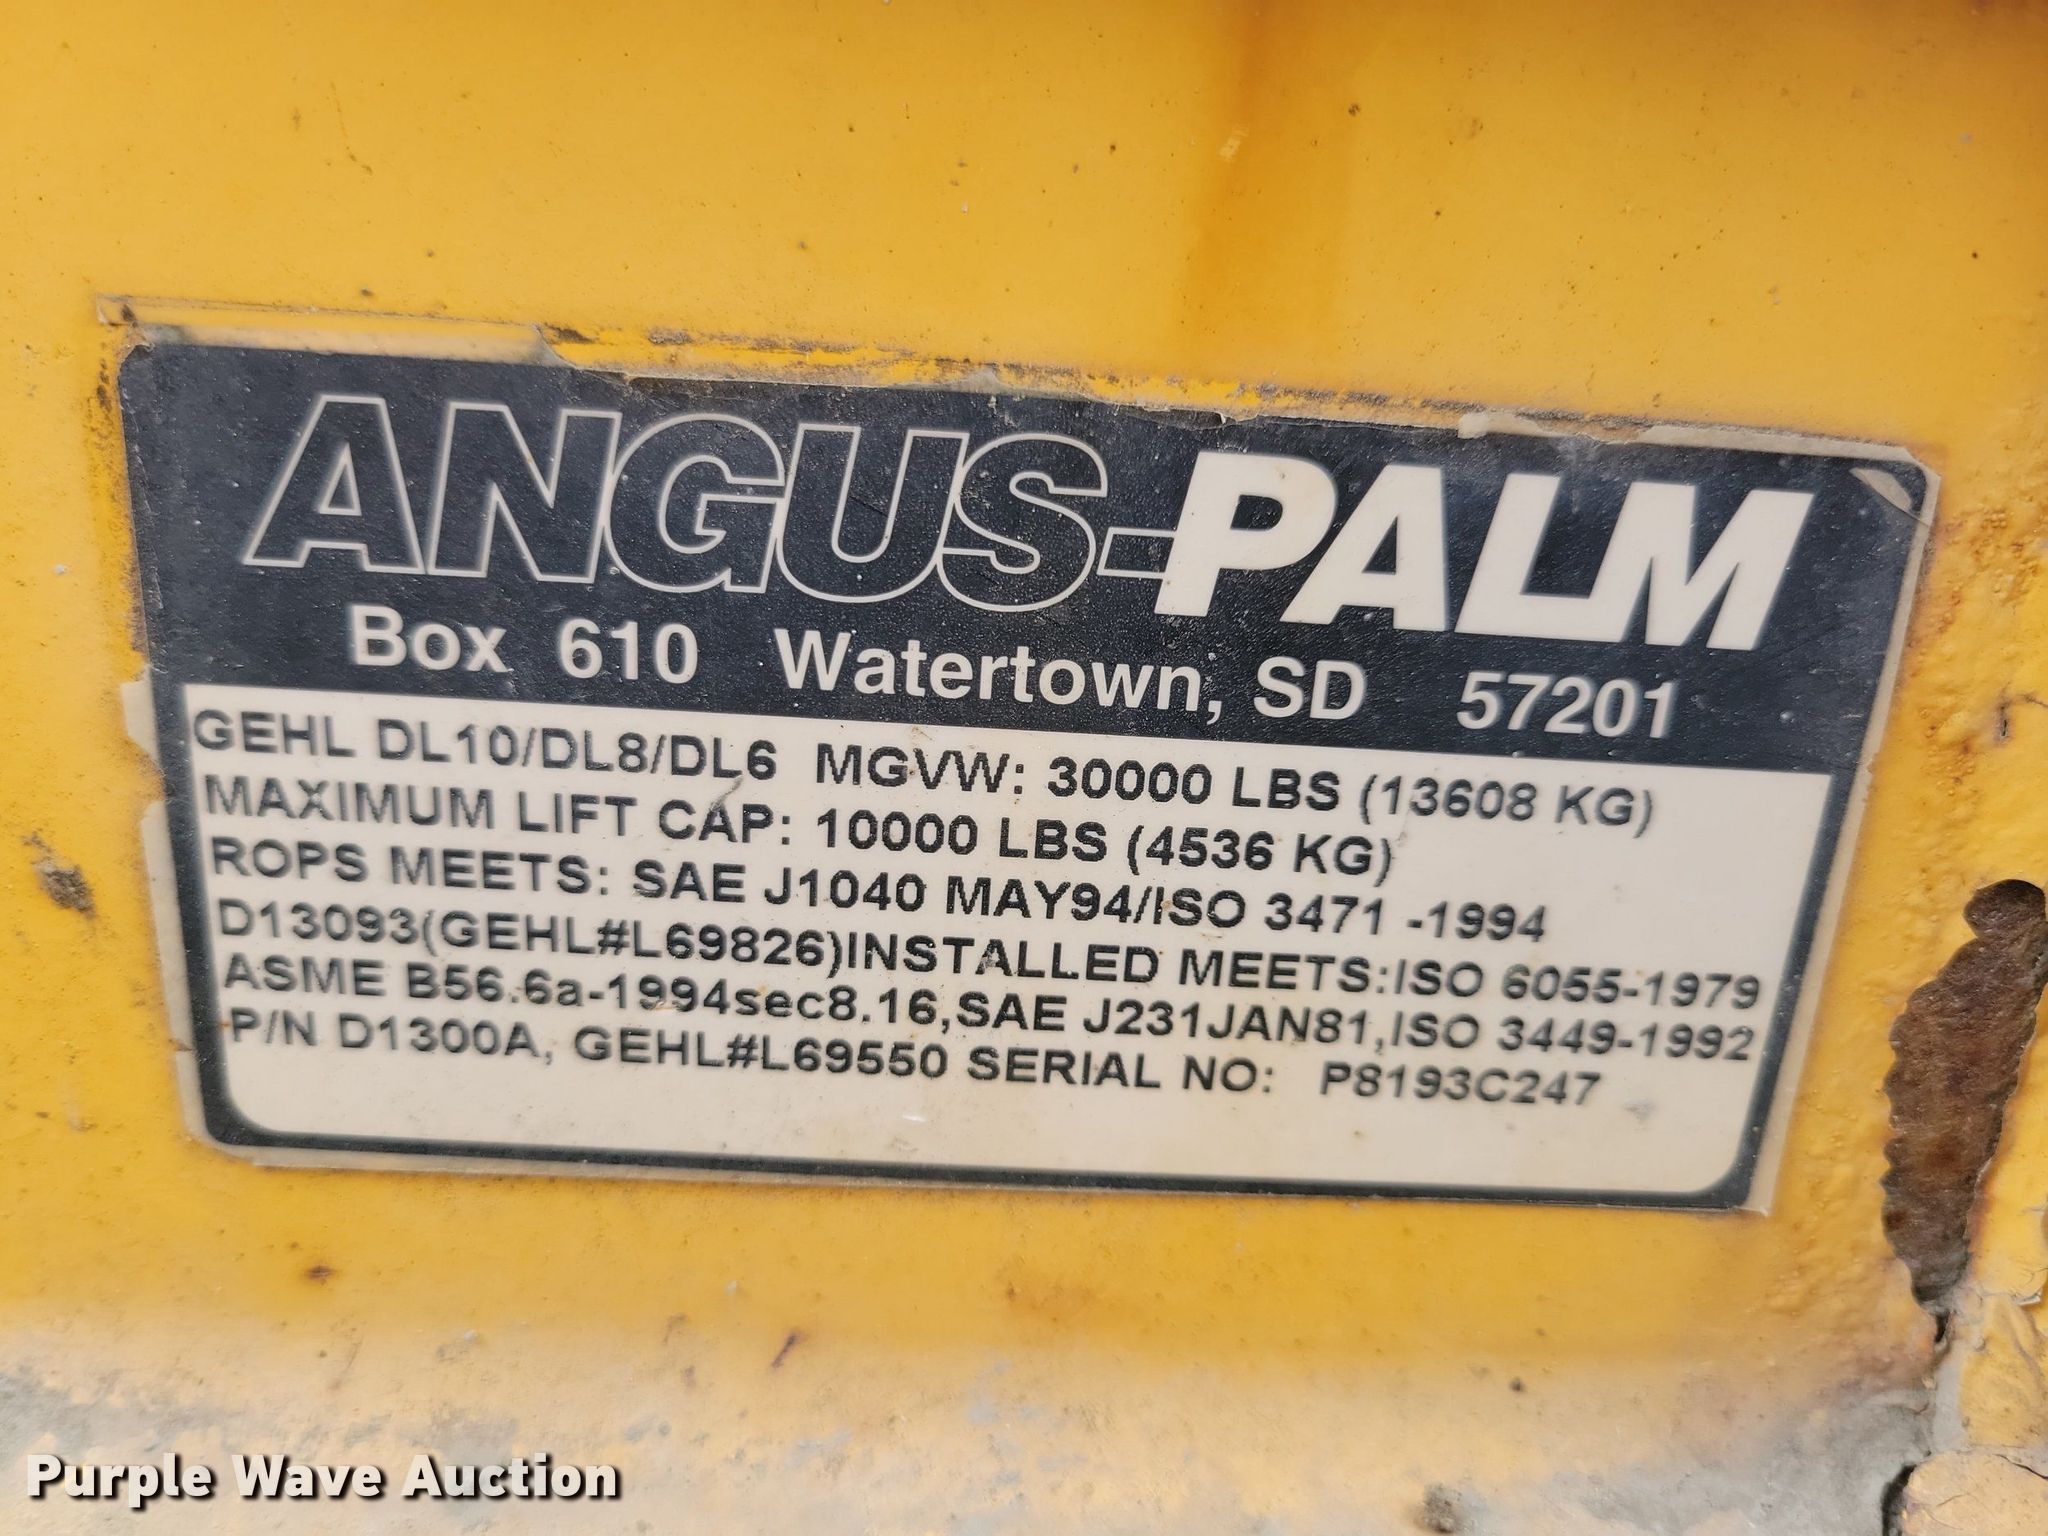 ANGUS-PALM
Box 610 Watertown, SD 57201
GEHL DL10/DL8/DL6 MGVW: 30000 LBS (13608 KG)
MAXIMUM LIFT CAP: 10000 LBS (4536 KG)
ROPS MEETS: SAE J1040 MAY94/ISO 3471 -1994
D13093(GEHL#L69826)INSTALLED MEETS:ISO 6055-1979
ASME B56.6a-1994sec8.16,SAE J231JAN81,ISO 3449-1992
P/N D1300A, GEHL#L69550 SERIAL NO: P8193C247
Purple Wave Auction